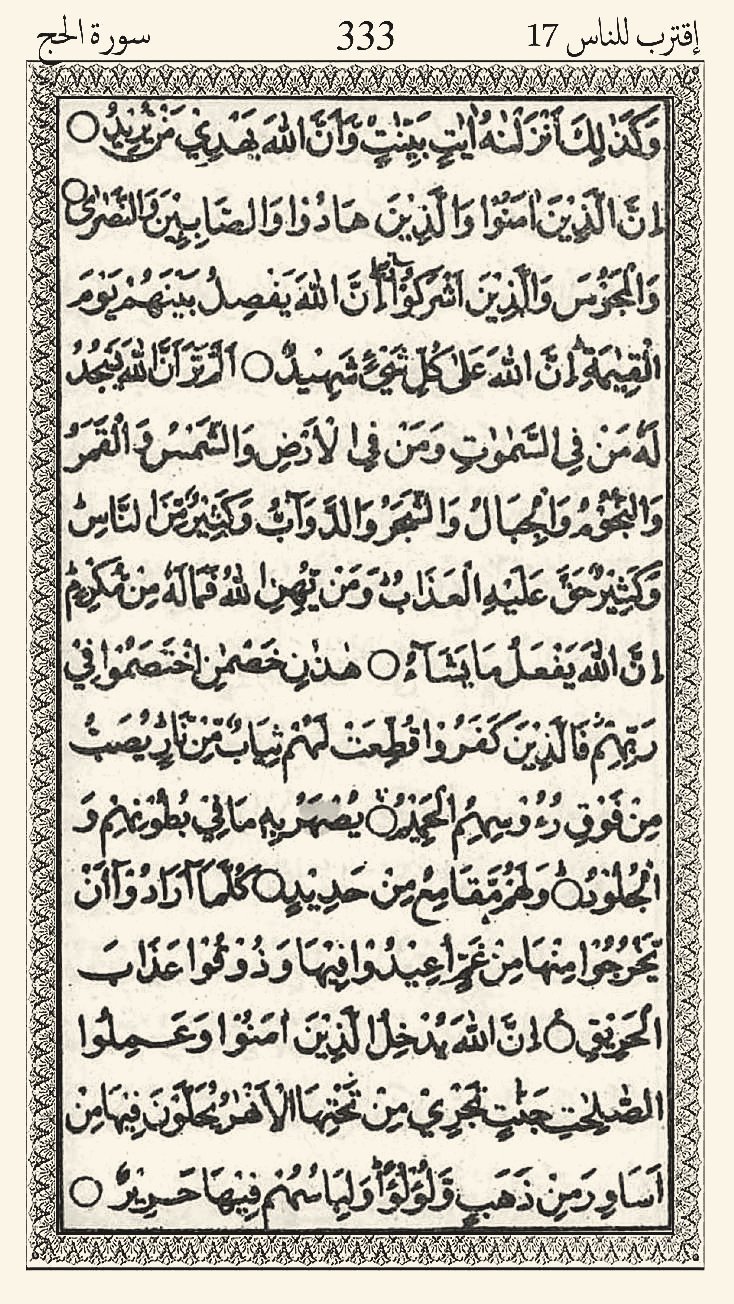 إقترب للناس 17 333 سورة الحج
وَكَذٰلِكَ أَنْزَلْنٰهُ اٰيٰتٍۭ بَيِّنٰتٍ وَّاَنَّ اللّٰهَ يَهْدِيْ مَنْ يُّرِيْدُ ○
اِنَّ الَّذِيْنَ اٰمَنُوْا وَالَّذِيْنَ هَادُوْا وَالصَّابِـِٕيْنَ وَالنَّصٰرٰى
وَالْمَجُوْسَ وَالَّذِيْنَ اَشْرَكُوْٓا اِنَّ اللّٰهَ يَفْصِلُ بَيْنَهُمْ يَوْمَ
الْقِيٰمَةِ ؕ اِنَّ اللّٰهَ عَلٰى كُلِّ شَيْءٍ شَهِيْدٌ ○ اَلَمْ تَرَ اَنَّ اللّٰهَ يَسْجُدُ
لَهٗ مَنْ فِي السَّمٰوٰتِ وَمَنْ فِي الْاَرْضِ وَالشَّمْسُ وَالْقَمَرُ
وَالنُّجُوْمُ وَالْجِبَالُ وَالشَّجَرُ وَالدَّوَآبُّ وَكَثِيْرٌ مِّنَ النَّاسِ ؕ
وَكَثِيْرٌ حَقَّ عَلَيْهِ الْعَذَابُ ؕ وَمَنْ يُّهِنِ اللّٰهُ فَمَا لَهٗ مِنْ مُّكْرِمٍ ؕ
اِنَّ اللّٰهَ يَفْعَلُ مَا يَشَآءُ ○ هٰذٰنِ خَصْمٰنِ اخْتَصَمُوْا فِيْ
رَبِّهِمْ ؗ فَالَّذِيْنَ كَفَرُوْا قُطِّعَتْ لَهُمْ ثِيَابٌ مِّنْ نَّارٍ ؕ يُصَبُّ
مِنْ فَوْقِ رُءُوْسِهِمُ الْحَمِيْمُ ○ يُصْهَرُ بِهٖ مَا فِيْ بُطُوْنِهِمْ وَ
الْجُلُوْدُ ○ وَلَهُمْ مَّقَامِعُ مِنْ حَدِيْدٍ ○ كُلَّمَآ اَرَادُوْٓا اَنْ
يَّخْرُجُوْا مِنْهَا مِنْ غَمٍّ اُعِيْدُوْا فِيْهَا وَذُوْقُوْا عَذَابَ
الْحَرِيْقِ ○ اِنَّ اللّٰهَ يُدْخِلُ الَّذِيْنَ اٰمَنُوْا وَعَمِلُوا
الصّٰلِحٰتِ جَنّٰتٍ تَجْرِيْ مِنْ تَحْتِهَا الْاَنْهٰرُ يُحَلَّوْنَ فِيْهَا مِنْ
اَسَاوِرَ مِنْ ذَهَبٍ وَّلُؤْلُؤًا ؕ وَلِبَاسُهُمْ فِيْهَا حَرِيْرٌ ○